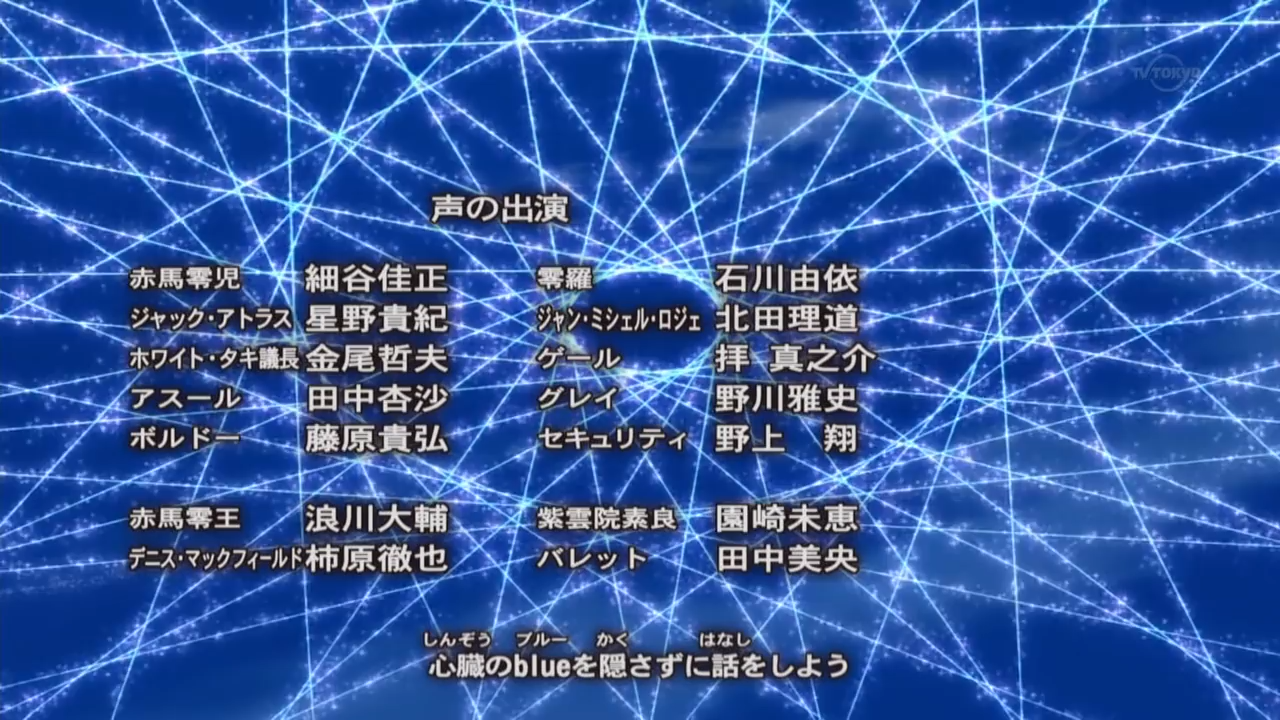 TV TOKYO
声の出演
赤馬零児 細谷佳正 零羅 石川由依
ジャック・アトラス 星野貴紀 ジャン・ミシェル・ロジェ 北田理道
ホワイト・タキ議長 金尾哲夫 ゲール 拝 真之介
アスール 田中杏沙 グレイ 野川雅史
ボルドー 藤原貴弘 セキュリティ 野上 翔
赤馬零王 浪川大輔 紫雲院素良 園崎未恵
デニス・マックフィールド 柿原徹也 バレット 田中美央
しんぞう ブルー かく はなし
心臓のblueを隠さずに話をしよう